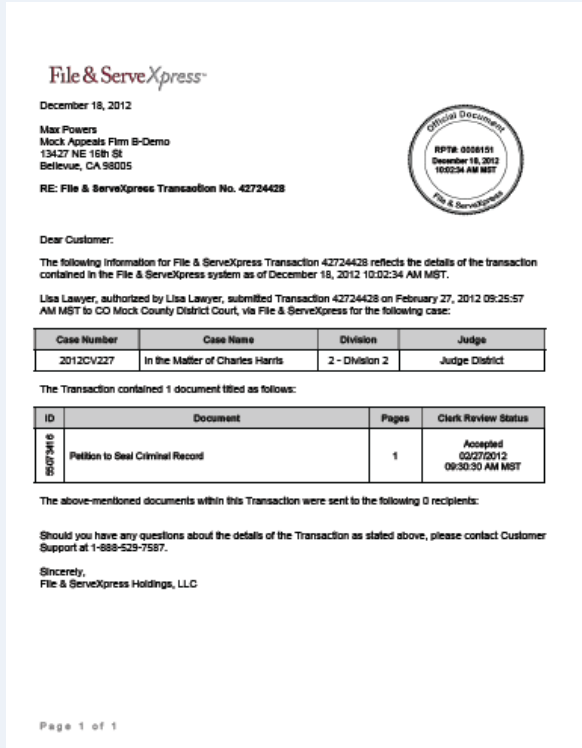 File & ServeXpress
December 18, 2012
Max Powers
Mock Appeals Firm B-Demo
13427 NE 16th St
Bellevue, CA 98005
RE: File & ServeXpress Transaction No. 42724428
Official Document
RPT#: 0006151
December 18, 2012
10:02:34 AM MST
File & ServeXpress
Dear Customer:
The following information for File & ServeXpress Transaction 42724428 reflects the details of the transaction
contained in the File & ServeXpress system as of December 18, 2012 10:02:34 AM MST.
Lisa Lawyer, authorized by Lisa Lawyer, submitted Transaction 42724428 on February 27, 2012 09:25:57
AM MST to CO Mock County District Court, via File & ServeXpress for the following case:
Case Number Case Name Division Judge
2012CV227 In the Matter of Charles Harris 2 - Division 2 Judge District
The Transaction contained 1 document titled as follows:
ID Document Pages Clerk Review Status
55073416 Petition to Seal Criminal Record 1 Accepted
02/27/2012
09:30:30 AM MST
The above-mentioned documents within this Transaction were sent to the following 0 recipients:
Should you have any questions about the details of the Transaction as stated above, please contact Customer
Support at 1-888-529-7587.
Sincerely,
File & ServeXpress Holdings, LLC
Page 1 of 1